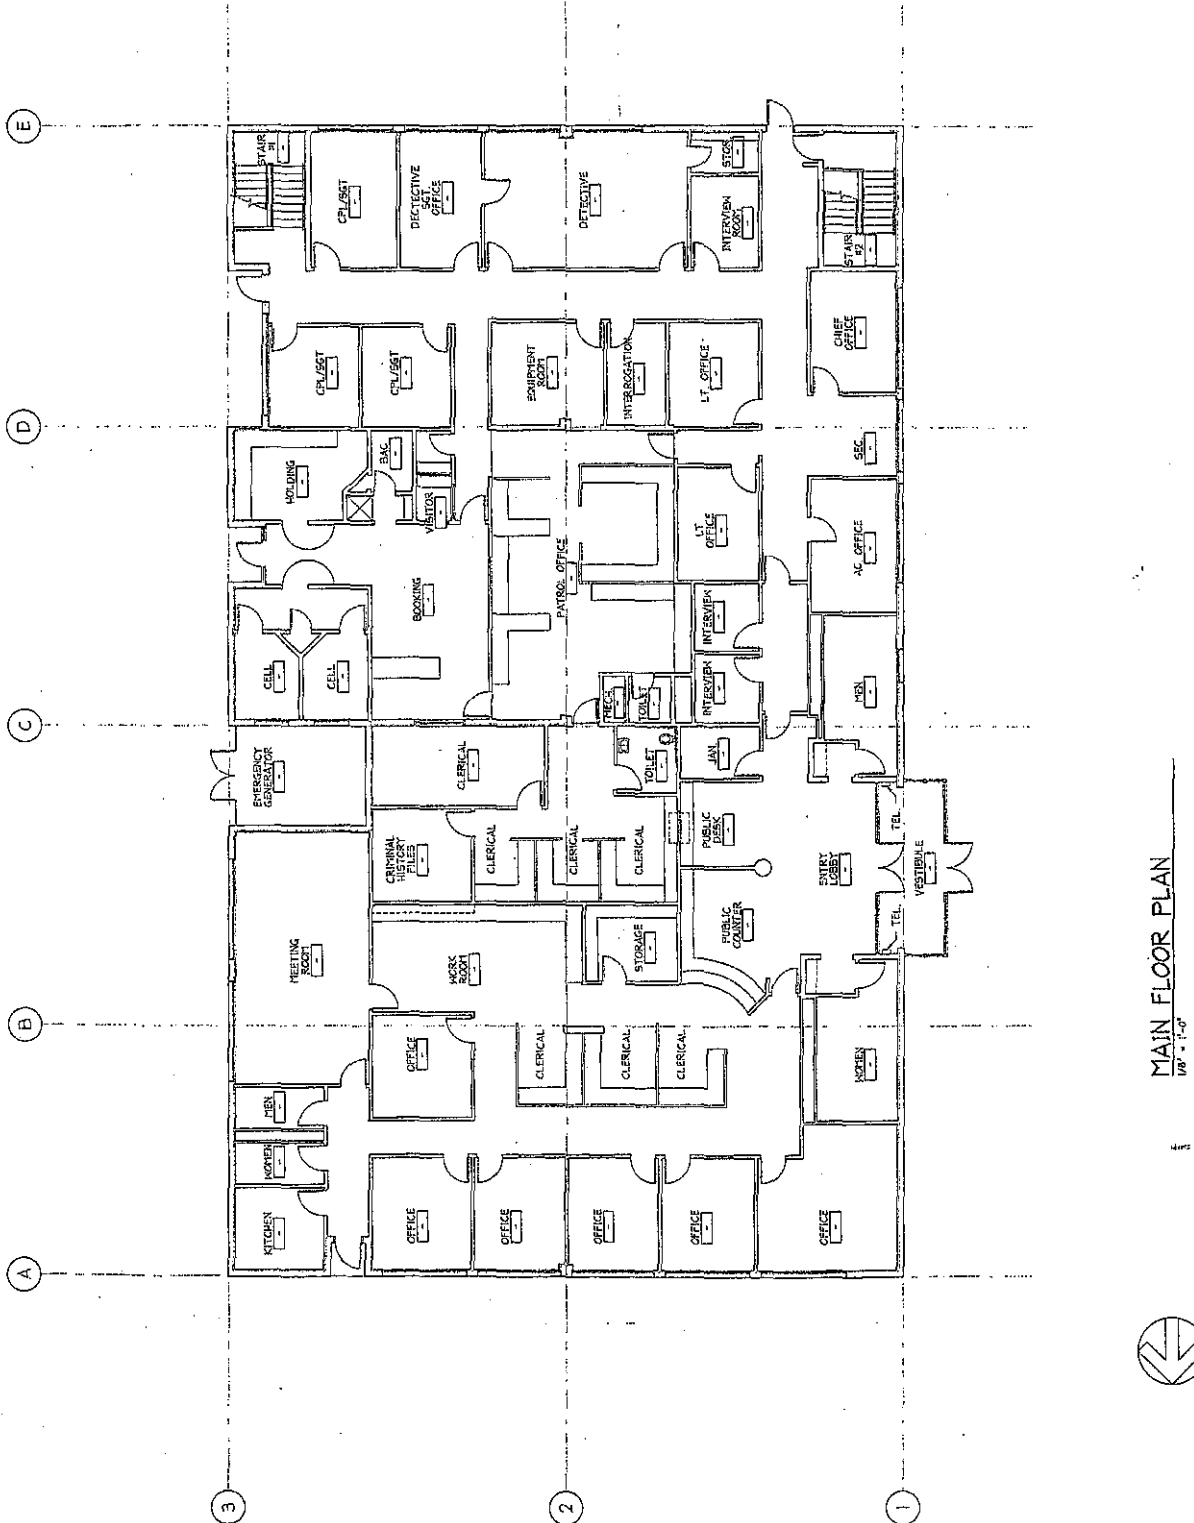 E
D
C
B
A
3
2
1
STAIR
#1
CPL/SGT
DECTECTIVE
SGT.
OFFICE
DETECTIVE
STOR
INTERVIEW
ROOM
STAIR
#2
CPL/SGT
CPL/SGT
EQUIPMENT
ROOM
INTERROGATION
LT OFFICE
CHIEF
OFFICE
HOLDING
BAC
VISITOR
SEC.
BOOKING
PATROL OFFICE
LT
OFFICE
AC OFFICE
CELL
CELL
INTERVIEW
INTERVIEW
MECH
TOILET
MEN
EMERGENCY
GENERATOR
CLERICAL
TOILET
JAN
CRIMINAL
HISTORY
FILES
CLERICAL
CLERICAL
CLERICAL
PUBLIC
DESK
TEL.
MEETING
ROOM
WORK
ROOM
STORAGE
PUBLIC
COUNTER
ENTRY
LOBBY
VESTIBULE
TEL.
OFFICE
CLERICAL
CLERICAL
CLERICAL
WOMEN
MEN
WOMEN
KITCHEN
OFFICE
OFFICE
OFFICE
OFFICE
OFFICE
MAIN FLOOR PLAN
1/8" = 1'-0"